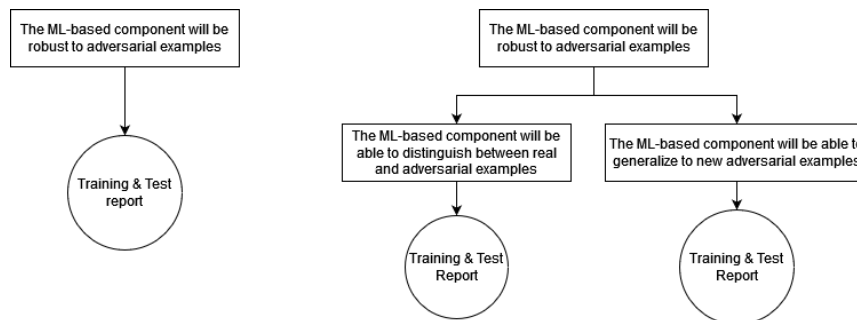 The ML-based component will be
robust to adversarial examples
Training & Test
report
The ML-based component will be
robust to adversarial examples
The ML-based component will be
able to distinguish between real
and adversarial examples
Training & Test
Report
The ML-based component will be able
generalize to new adversarial examples
Training & Test
Report